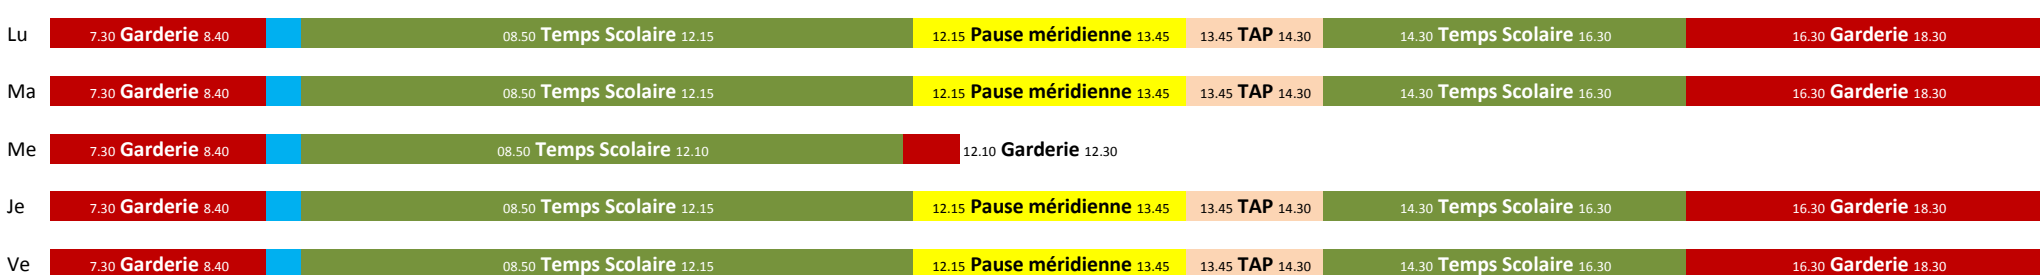 Lu 7.30 Garderie 8.40 08.50 Temps Scolaire 12.15 12.15 Pause méridienne 13.45 13.45 TAP 14.30 14.30 Temps Scolaire 16.30 16.30 Garderie 18.30
Ma 7.30 Garderie 8.40 08.50 Temps Scolaire 12.15 12.15 Pause méridienne 13.45 13.45 TAP 14.30 14.30 Temps Scolaire 16.30 16.30 Garderie 18.30
Me 7.30 Garderie 8.40 08.50 Temps Scolaire 12.10 12.10 Garderie 12.30
Je 7.30 Garderie 8.40 08.50 Temps Scolaire 12.15 12.15 Pause méridienne 13.45 13.45 TAP 14.30 14.30 Temps Scolaire 16.30 16.30 Garderie 18.30
Ve 7.30 Garderie 8.40 08.50 Temps Scolaire 12.15 12.15 Pause méridienne 13.45 13.45 TAP 14.30 14.30 Temps Scolaire 16.30 16.30 Garderie 18.30